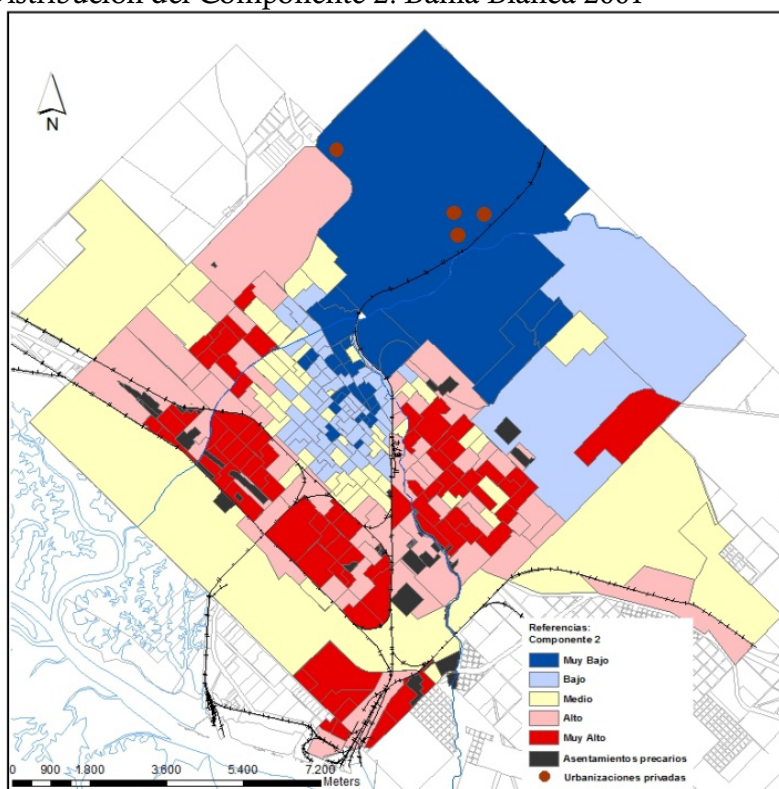 Distribución del Componente 2. Bahía Blanca 2001
N
Referencias:
Componente 2
Muy Bajo
Bajo
Medio
Alto
Muy Alto
Asentamientos precarios
Urbanizaciones privadas
0 900 1.800 3.600 5.400 7.200
Meters